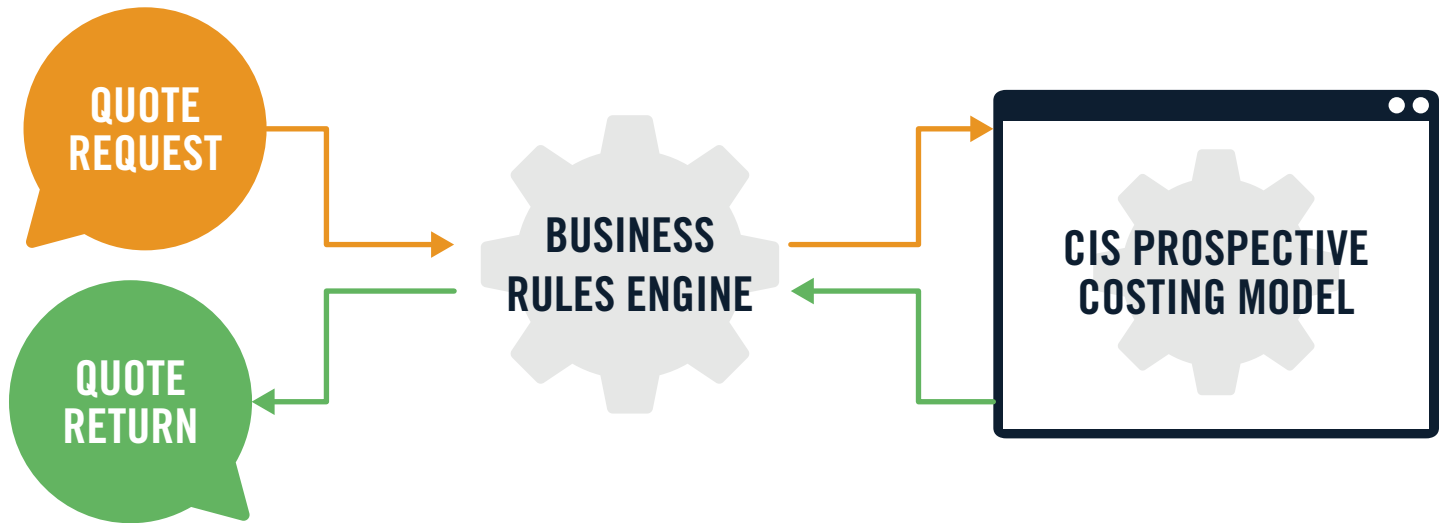 QUOTE
REQUEST
BUSINESS
RULES ENGINE
CIS PROSPECTIVE
COSTING MODEL
QUOTE
RETURN